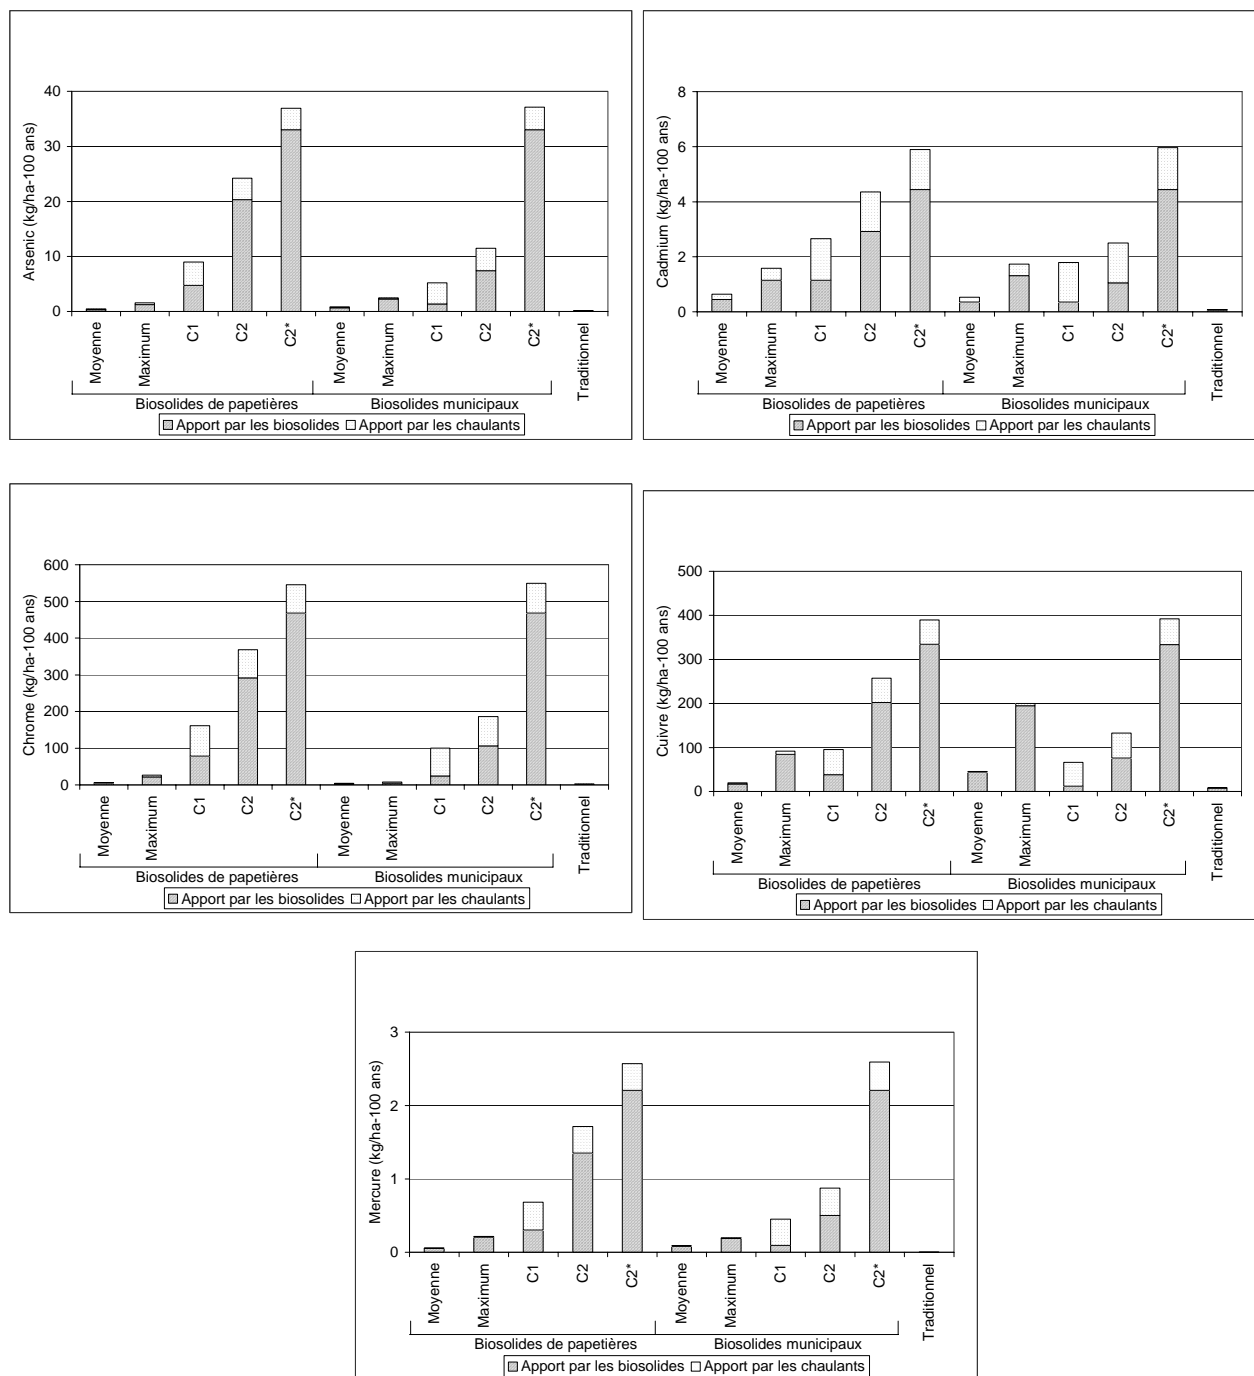 Arsenic (kg/ha-100 ans)
40
30
20
10
0
Moyenne
Maximum
C1
C2
C2*
Moyenne
Maximum
C1
C2
C2*
Traditionnel
Biosolides de papetières
Biosolides municipaux
Apport par les biosolides Apport par les chaulants
Cadmium (kg/ha-100 ans)
8
6
4
2
0
Moyenne
Maximum
C1
C2
C2*
Moyenne
Maximum
C1
C2
C2*
Traditionnel
Biosolides de papetières
Biosolides municipaux
Apport par les biosolides Apport par les chaulants
Chrome (kg/ha-100 ans)
600
500
400
300
200
100
0
Moyenne
Maximum
C1
C2
C2*
Moyenne
Maximum
C1
C2
C2*
Traditionnel
Biosolides de papetières
Biosolides municipaux
Apport par les biosolides Apport par les chaulants
Cuivre (kg/ha-100 ans)
500
400
300
200
100
0
Moyenne
Maximum
C1
C2
C2*
Moyenne
Maximum
C1
C2
C2*
Traditionnel
Biosolides de papetières
Biosolides municipaux
Apport par les biosolides Apport par les chaulants
Mercure (kg/ha-100 ans)
3
2
1
0
Moyenne
Maximum
C1
C2
C2*
Moyenne
Maximum
C1
C2
C2*
Traditionnel
Biosolides de papetières
Biosolides municipaux
Apport par les biosolides Apport par les chaulants